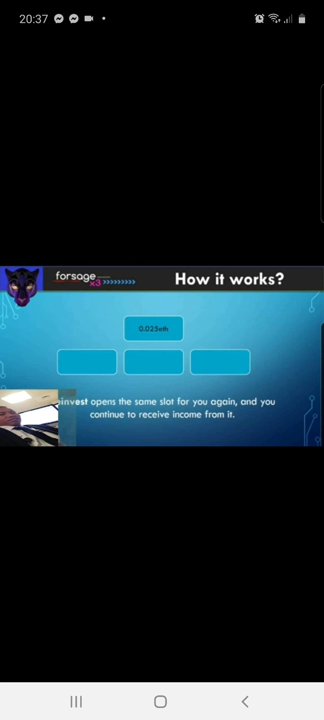 20:37
forsage
x3 »»»»»
How it works?
0.025eth
opens the same slot for you again, and you
continue to receive income from it.